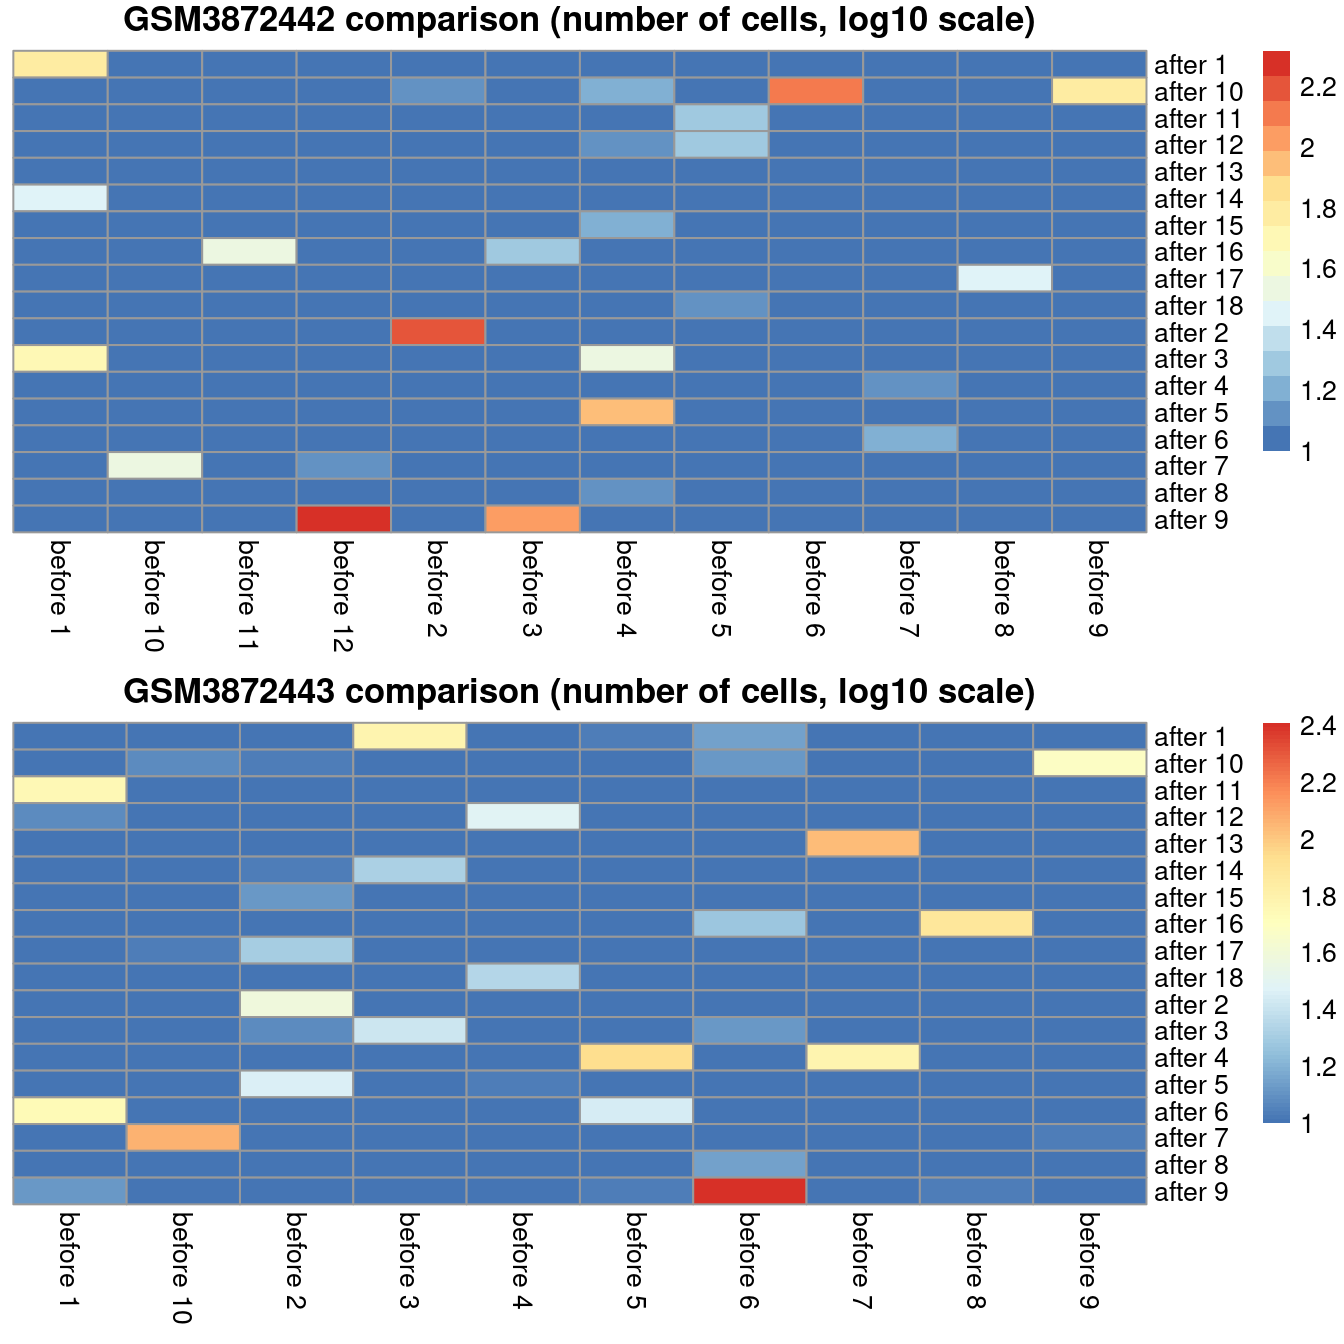 GSM3872442 comparison (number of cells, log10 scale)
after 1
after 10
after 11
after 12
after 13
after 14
after 15
after 16
after 17
after 18
after 2
after 3
after 4
after 5
after 6
after 7
after 8
after 9
2.2
2
1.8
1.6
1.4
1.2
1
before 1
before 10
before 11
before 12
before 2
before 3
before 4
before 5
before 6
before 7
before 8
before 9
GSM3872443 comparison (number of cells, log10 scale)
after 1
after 10
after 11
after 12
after 13
after 14
after 15
after 16
after 17
after 18
after 2
after 3
after 4
after 5
after 6
after 7
after 8
after 9
2.4
2.2
2
1.8
1.6
1.4
1.2
1
before 1
before 10
before 2
before 3
before 4
before 5
before 6
before 7
before 8
before 9